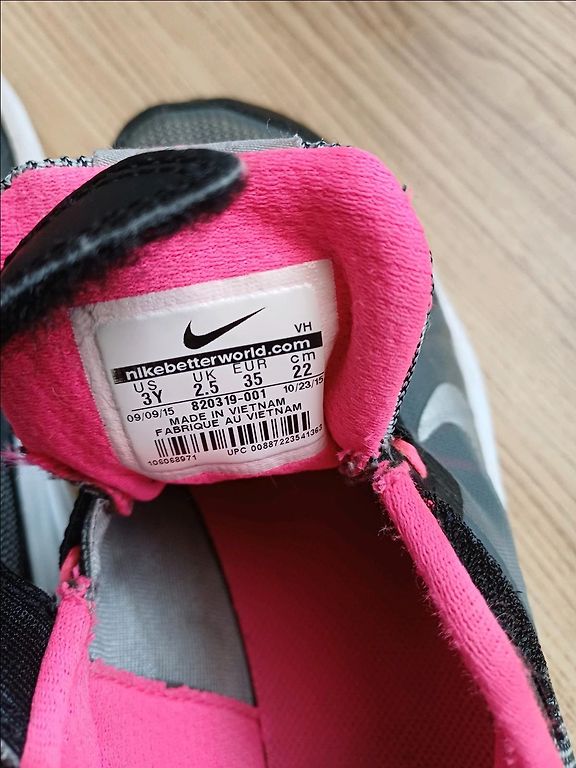 VH
nikebetterworld.com
US UK EUR cm
3Y 2.5 35 22
09/09/15 820319-001 10/23/15
MADE IN VIETNAM
FABRIQUE AU VIETNAM
UPC 00887223541363